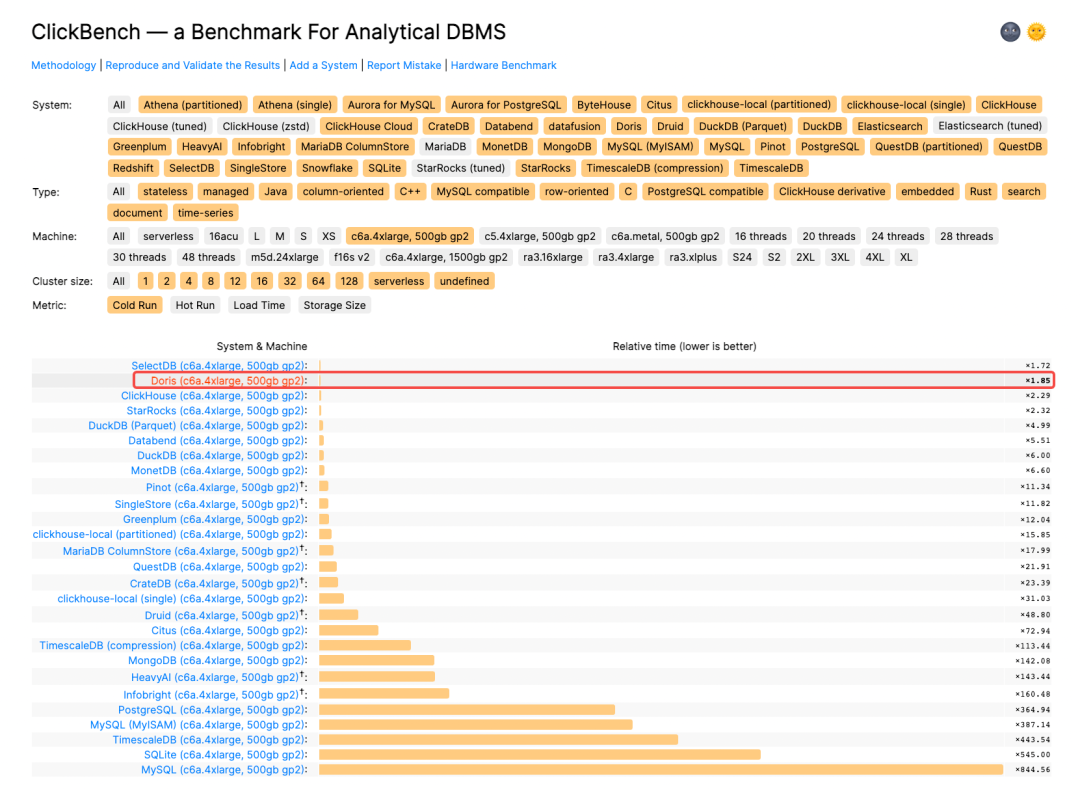 ClickBench — a Benchmark For Analytical DBMS
Methodology | Reproduce and Validate the Results | Add a System | Report Mistake | Hardware Benchmark
System: All Athena (partitioned) Athena (single) Aurora for MySQL Aurora for PostgreSQL ByteHouse Citus clickhouse-local (partitioned) clickhouse-local (single) ClickHouse
ClickHouse (tuned) ClickHouse (zstd) ClickHouse Cloud CrateDB Databend datafusion Doris Druid DuckDB (Parquet) DuckDB Elasticsearch Elasticsearch (tuned)
Greenplum HeavyAI Infobright MariaDB ColumnStore MariaDB MonetDB MongoDB MySQL (MyISAM) MySQL Pinot PostgreSQL QuestDB (partitioned) QuestDB
Redshift SelectDB SingleStore Snowflake SQLite StarRocks (tuned) StarRocks TimescaleDB (compression) TimescaleDB
Type: All stateless managed Java column-oriented C++ MySQL compatible row-oriented C PostgreSQL compatible ClickHouse derivative embedded Rust search
document time-series
Machine: All serverless 16acu L M S XS c6a.4xlarge, 500gb gp2 c5.4xlarge, 500gb gp2 c6a.metal, 500gb gp2 16 threads 20 threads 24 threads 28 threads
30 threads 48 threads m5d.24xlarge f16s v2 c6a.4xlarge, 1500gb gp2 ra3.16xlarge ra3.4xlarge ra3.xlplus S24 S2 2XL 3XL 4XL XL
Cluster size: All 1 2 4 8 12 16 32 64 128 serverless undefined
Metric: Cold Run Hot Run Load Time Storage Size
System & Machine Relative time (lower is better)
SelectDB (c6a.4xlarge, 500gb gp2): ×1.72
Doris (c6a.4xlarge, 500gb gp2): ×1.85
ClickHouse (c6a.4xlarge, 500gb gp2): ×2.29
StarRocks (c6a.4xlarge, 500gb gp2): ×2.32
DuckDB (Parquet) (c6a.4xlarge, 500gb gp2): ×4.99
Databend (c6a.4xlarge, 500gb gp2): ×5.51
DuckDB (c6a.4xlarge, 500gb gp2): ×6.00
MonetDB (c6a.4xlarge, 500gb gp2): ×6.60
Pinot (c6a.4xlarge, 500gb gp2)†: ×11.34
SingleStore (c6a.4xlarge, 500gb gp2)†: ×11.82
Greenplum (c6a.4xlarge, 500gb gp2): ×12.04
clickhouse-local (partitioned) (c6a.4xlarge, 500gb gp2): ×15.85
MariaDB ColumnStore (c6a.4xlarge, 500gb gp2)†: ×17.99
QuestDB (c6a.4xlarge, 500gb gp2): ×21.91
CrateDB (c6a.4xlarge, 500gb gp2)†: ×23.39
clickhouse-local (single) (c6a.4xlarge, 500gb gp2): ×31.03
Druid (c6a.4xlarge, 500gb gp2)†: ×48.80
Citus (c6a.4xlarge, 500gb gp2): ×72.94
TimescaleDB (compression) (c6a.4xlarge, 500gb gp2): ×113.44
MongoDB (c6a.4xlarge, 500gb gp2): ×142.08
HeavyAI (c6a.4xlarge, 500gb gp2)†: ×143.44
Infobright (c6a.4xlarge, 500gb gp2)†: ×160.48
PostgreSQL (c6a.4xlarge, 500gb gp2): ×364.94
MySQL (MyISAM) (c6a.4xlarge, 500gb gp2): ×387.14
TimescaleDB (c6a.4xlarge, 500gb gp2): ×443.54
SQLite (c6a.4xlarge, 500gb gp2): ×545.00
MySQL (c6a.4xlarge, 500gb gp2): ×844.56